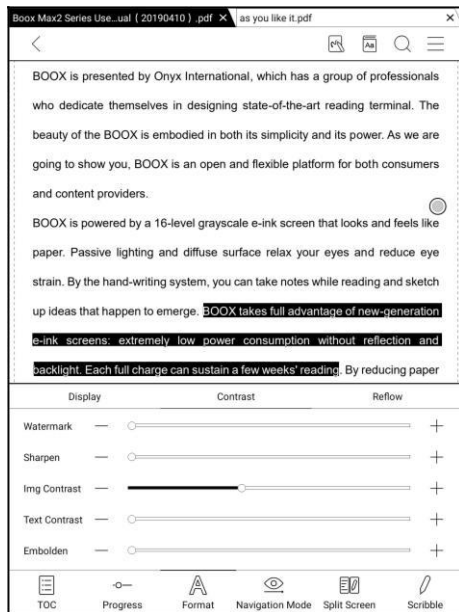 Boox Max2 Series Use...ual ( 20190410 ) .pdf ×
as you like it.pdf ×
Aa
BOOX is presented by Onyx International, which has a group of professionals
who dedicate themselves in designing state-of-the-art reading terminal. The
beauty of the BOOX is embodied in both its simplicity and its power. As we are
going to show you, BOOX is an open and flexible platform for both consumers
and content providers.
BOOX is powered by a 16-level grayscale e-ink screen that looks and feels like
paper. Passive lighting and diffuse surface relax your eyes and reduce eye
strain. By the hand-writing system, you can take notes while reading and sketch
up ideas that happen to emerge. BOOX takes full advantage of new-generation
e-ink screens: extremely low power consumption without reflection and
backlight. Each full charge can sustain a few weeks' reading. By reducing paper
Display Contrast Reflow
Watermark
Sharpen
Img Contrast
Text Contrast
Embolden
TOC Progress Format Navigation Mode Split Screen Scribble